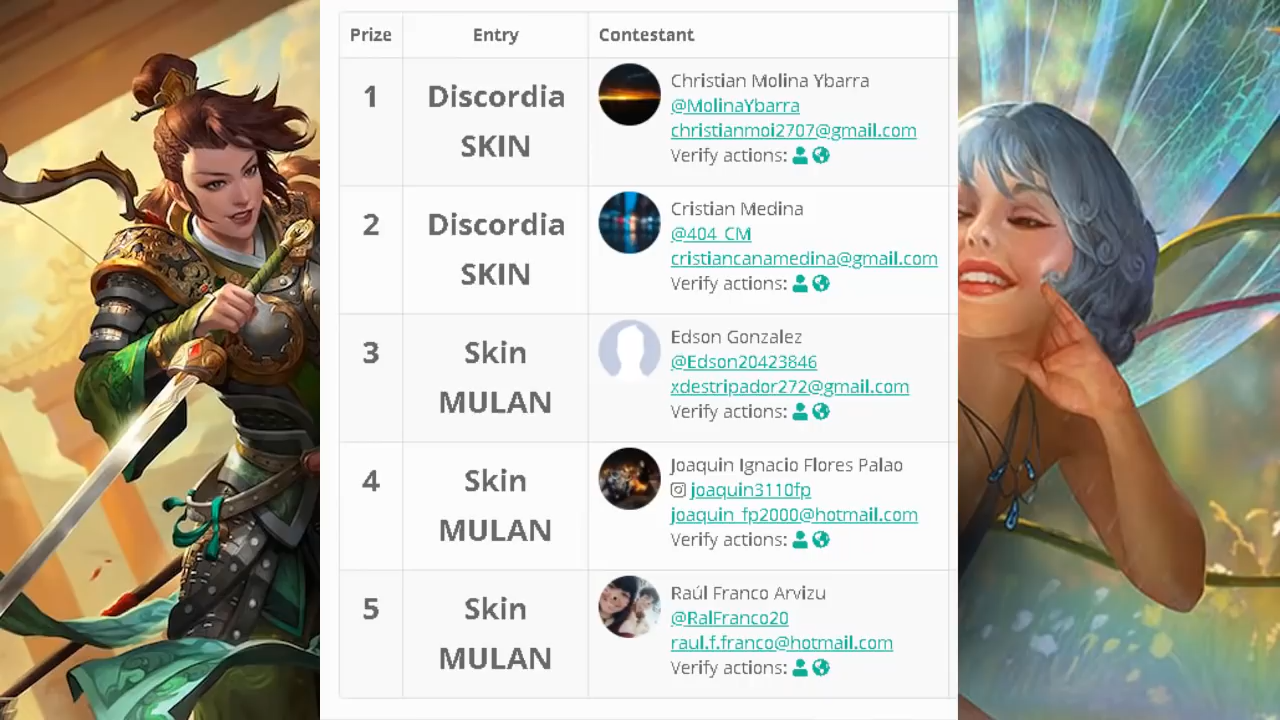 Prize Entry Contestant
1
Discordia
SKIN
Christian Molina Ybarra
@MolinaYbarra
christianmoi2707@gmail.com
Verify actions:
2
Discordia
SKIN
Cristian Medina
@404_CM
cristiancanamedina@gmail.com
Verify actions:
3
Skin
MULAN
Edson Gonzalez
@Edson20423846
xdestripador272@gmail.com
Verify actions:
4
Skin
MULAN
Joaquin Ignacio Flores Palao
joaquin3110fp
joaquin_fp2000@hotmail.com
Verify actions:
5
Skin
MULAN
Raúl Franco Arvizu
@RalFranco20
raul.f.franco@hotmail.com
Verify actions: